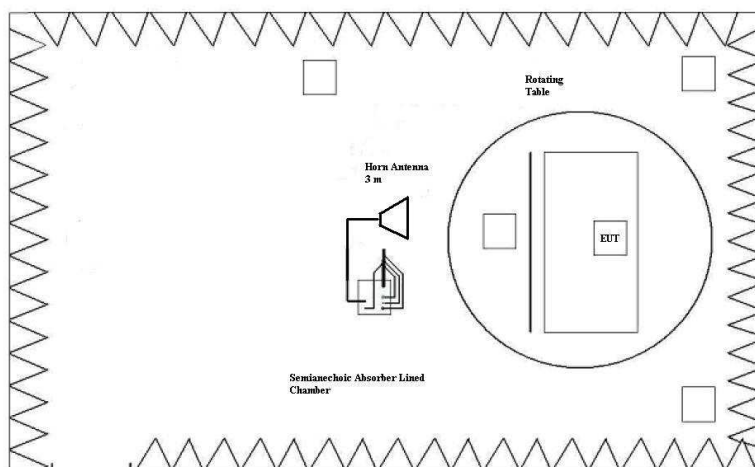 Rotating
Table
Horn Antenna
3 m
EUT
Semianechoic Absorber Lined
Chamber